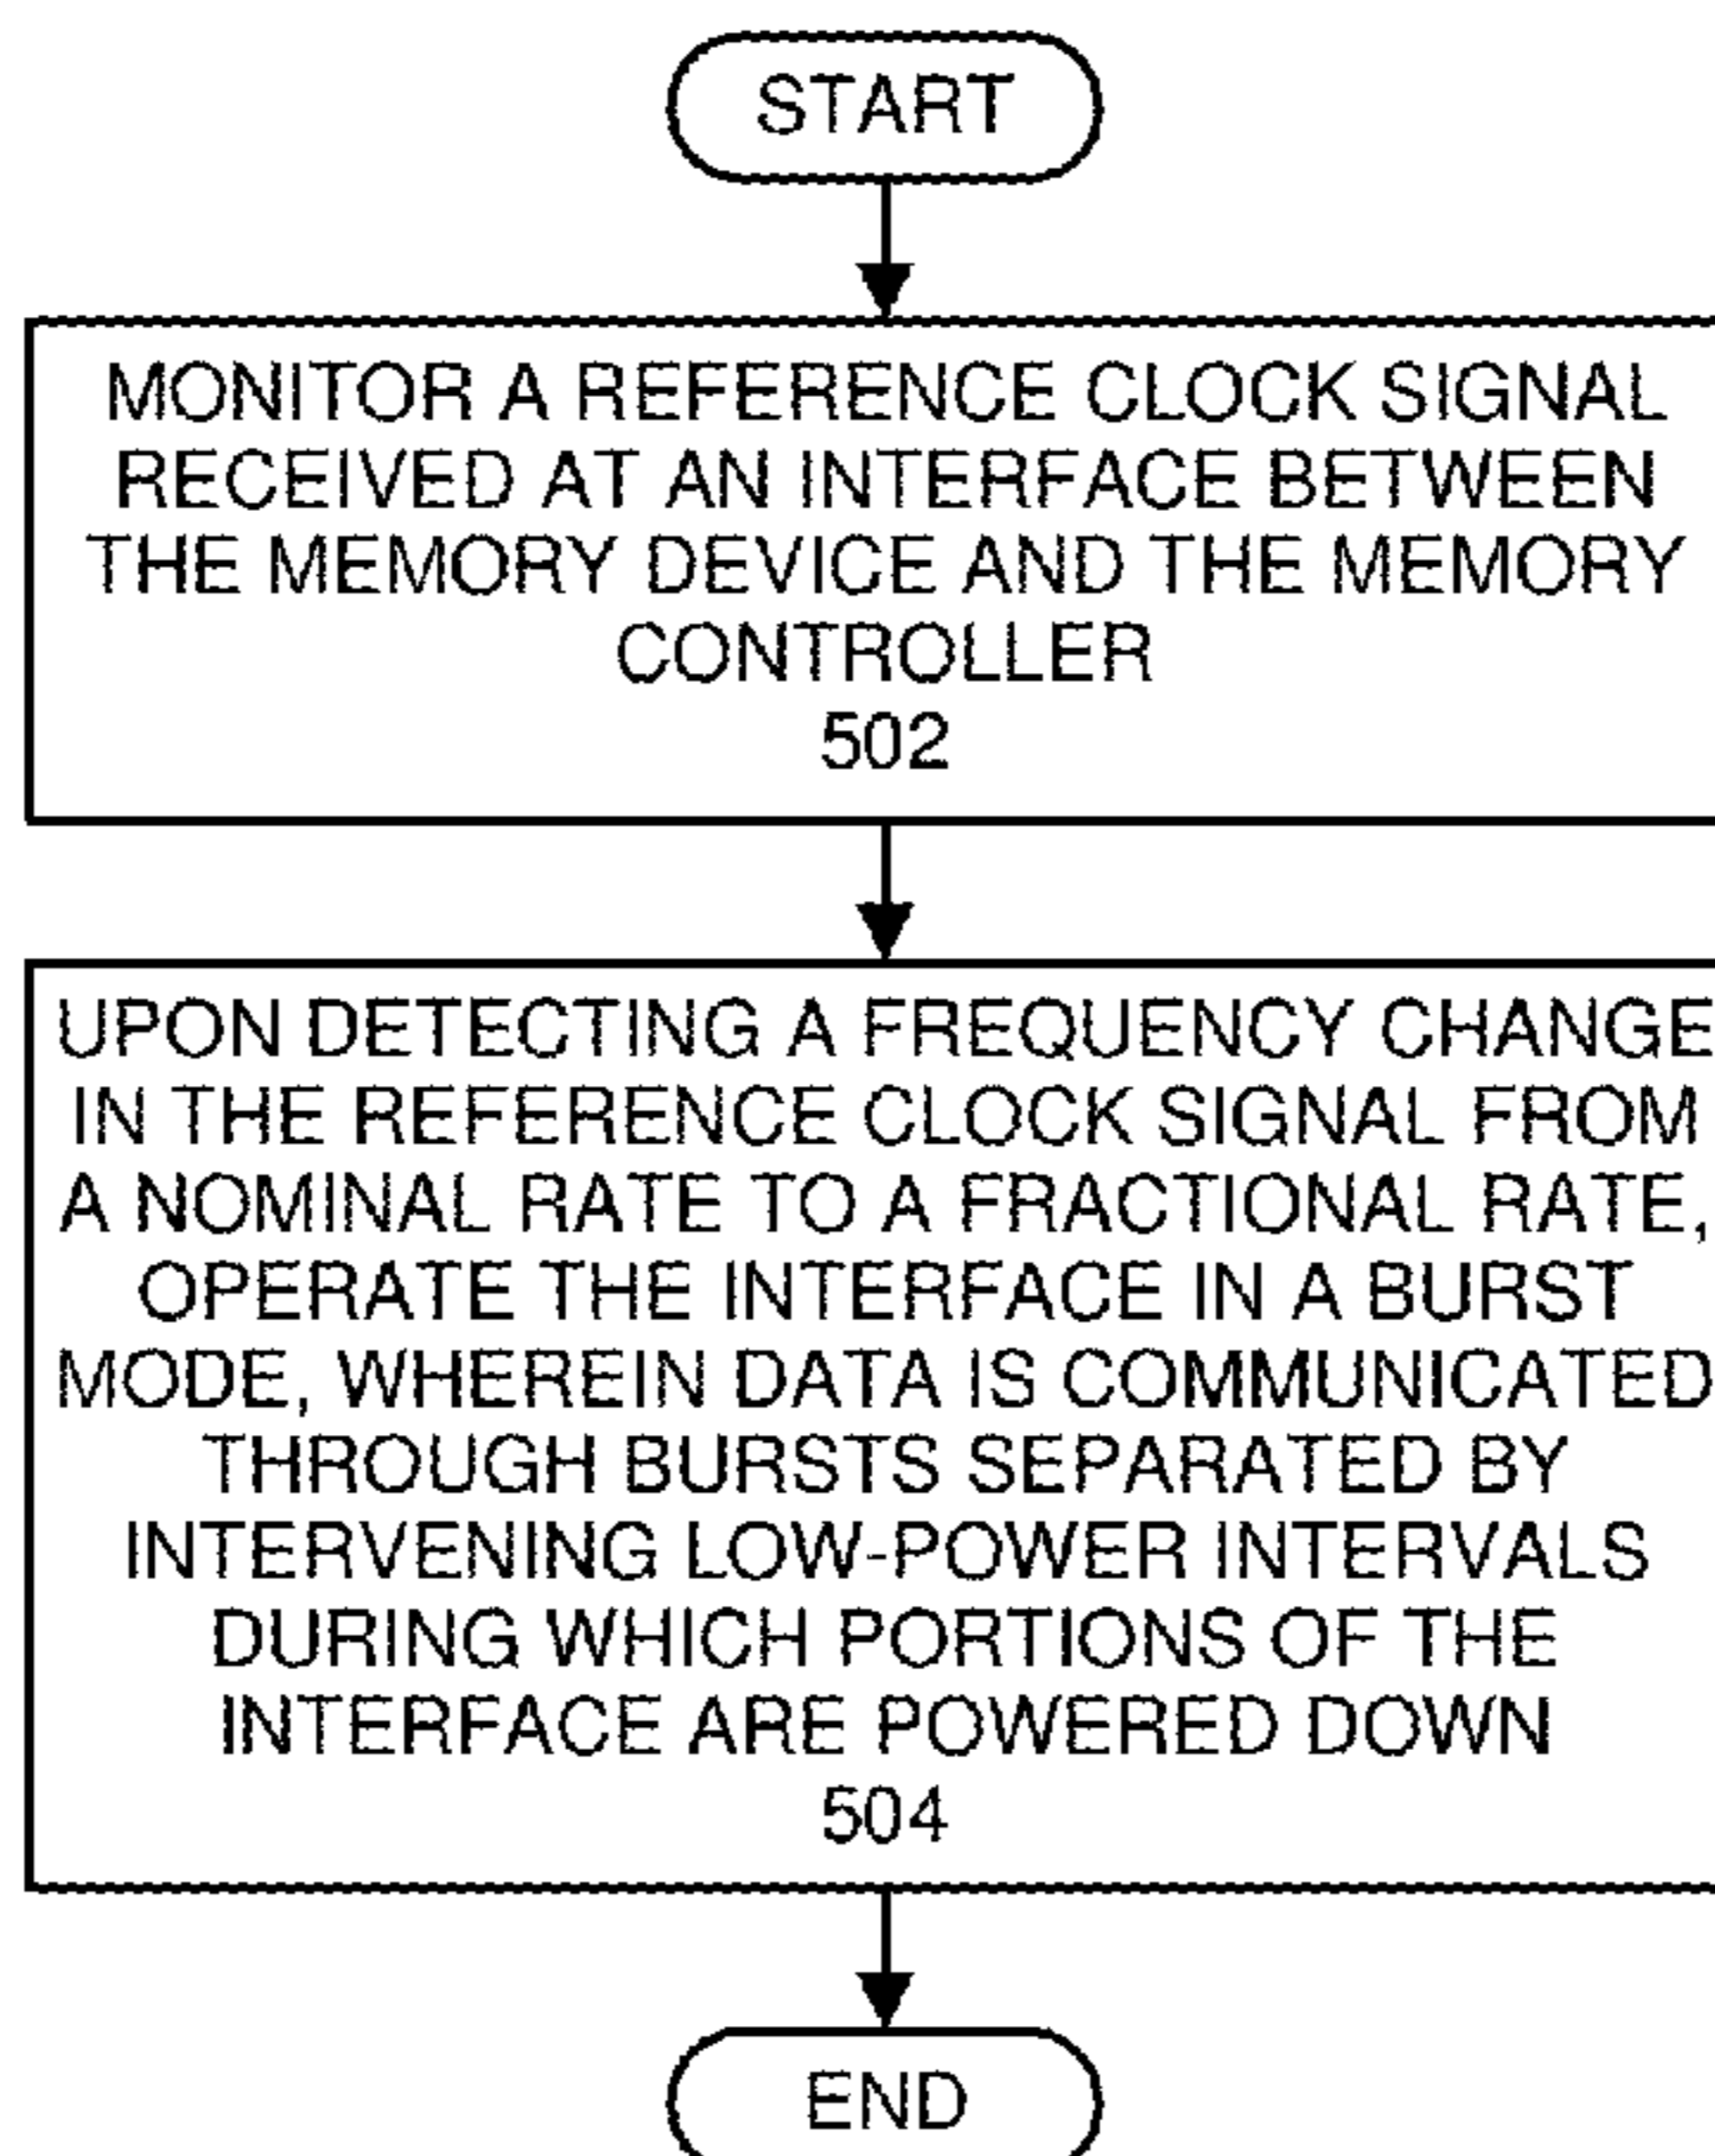 START
MONITOR A REFERENCE CLOCK SIGNAL
RECEIVED AT AN INTERFACE BETWEEN
THE MEMORY DEVICE AND THE MEMORY
CONTROLLER
502
UPON DETECTING A FREQUENCY CHANGE
IN THE REFERENCE CLOCK SIGNAL FROM
A NOMINAL RATE TO A FRACTIONAL RATE,
OPERATE THE INTERFACE IN A BURST
MODE, WHEREIN DATA IS COMMUNICATED
THROUGH BURSTS SEPARATED BY
INTERVENING LOW-POWER INTERVALS
DURING WHICH PORTIONS OF THE
INTERFACE ARE POWERED DOWN
504
END